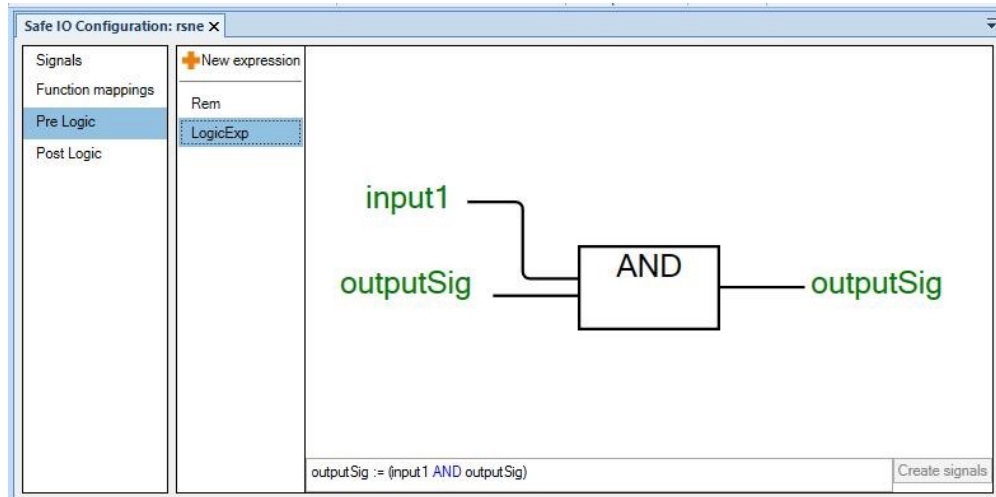 Safe IO Configuration: rsne X
Signals
Function mappings
Pre Logic
Post Logic
New expression
Rem
LogicExp
input1
outputSig
AND
outputSig
outputSig := (input1 AND outputSig)
Create signals